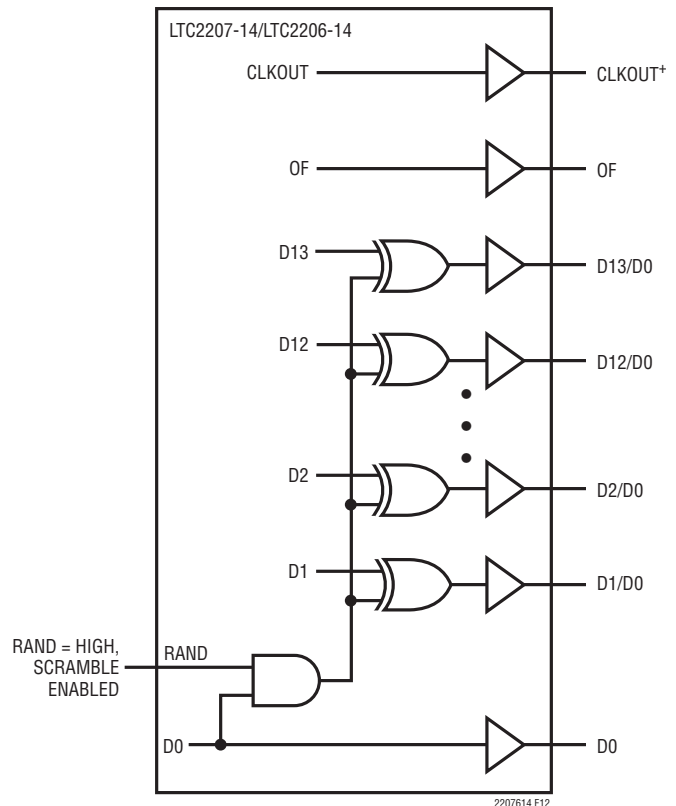 LTC2207-14/LTC2206-14
CLKOUT
CLKOUT+
OF
OF
D13
D13/D0
D12
D12/D0
D2
D2/D0
D1
D1/D0
RAND = HIGH,
SCRAMBLE
ENABLED
RAND
D0
D0
2207614 F12